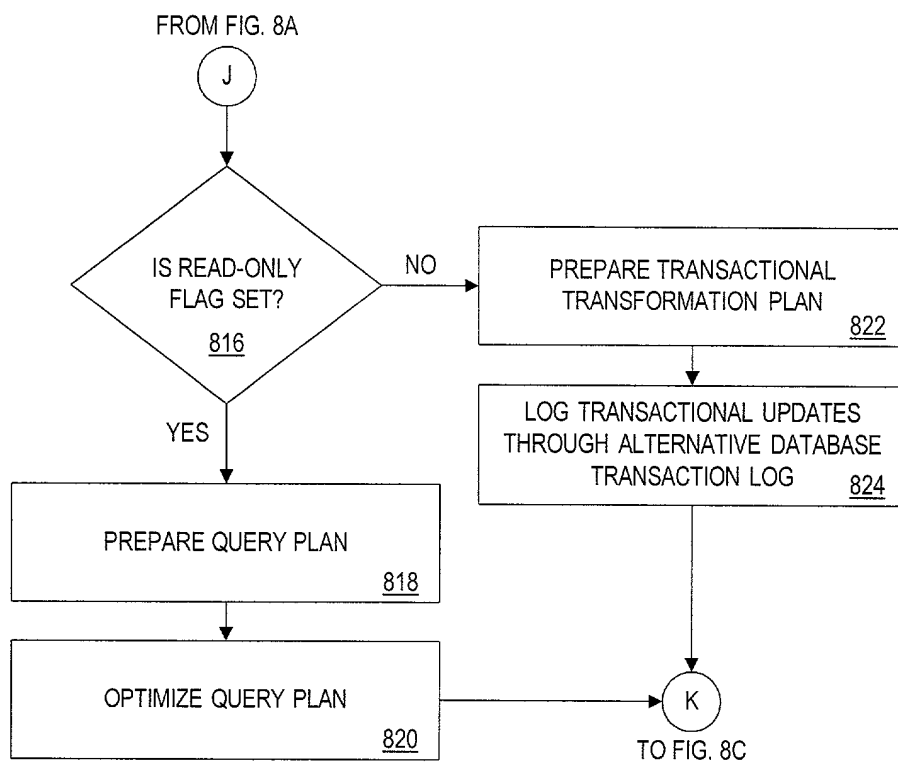 FROM FIG. 8A
J
IS READ-ONLY
FLAG SET?
816
NO
YES
PREPARE TRANSACTIONAL
TRANSFORMATION PLAN
822
LOG TRANSACTIONAL UPDATES
THROUGH ALTERNATIVE DATABASE
TRANSACTION LOG
824
PREPARE QUERY PLAN
818
OPTIMIZE QUERY PLAN
820
K
TO FIG. 8C